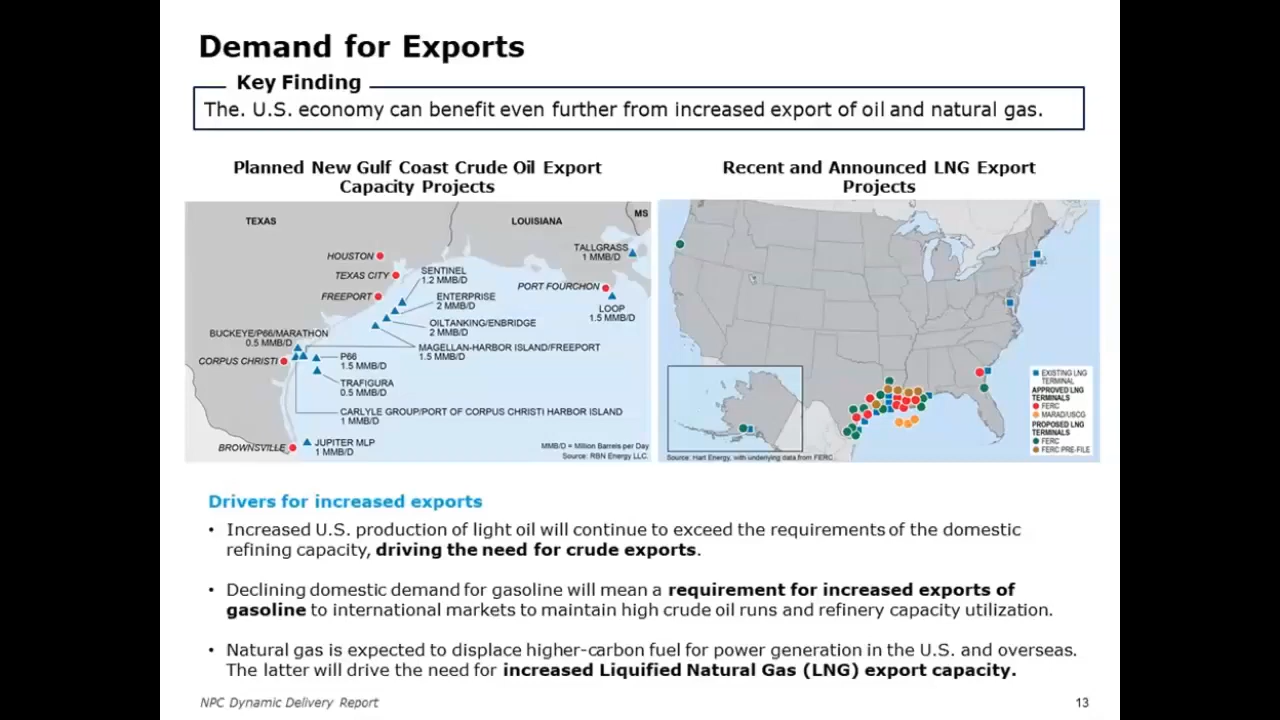 Demand for Exports
Key Finding
The. U.S. economy can benefit even further from increased export of oil and natural gas.
Planned New Gulf Coast Crude Oil Export
Capacity Projects
TEXAS
LOUISIANA
MS
HOUSTON
TEXAS CITY
FREEPORT
SENTINEL
1.2 MMB/D
ENTERPRISE
2 MMB/D
OILTANKING/ENBRIDGE
2 MMB/D
MAGELLAN-HARBOR ISLAND/FREEPORT
1.5 MMB/D
TALLGRASS
1 MMB/D
PORT FOURCHON
LOOP
1.5 MMB/D
BUCKEYE/P66/MARATHON
0.5 MMB/D
CORPUS CHRISTI
P66
1.5 MMB/D
TRAFIGURA
0.5 MMB/D
CARLYLE GROUP/PORT OF CORPUS CHRISTI HARBOR ISLAND
1 MMB/D
BROWNSVILLE
JUPITER MLP
1 MMB/D
MMB/D = Million Barrels per Day
Source: RBN Energy LLC.
Recent and Announced LNG Export
Projects
EXISTING LNG
TERMINAL
APPROVED LNG
TERMINALS
FERC
MARAD/USCG
PROPOSED LNG
TERMINALS
FERC
FERC PRE-FILE
Source: Hart Energy, with underlying data from FERC.
Drivers for increased exports
• Increased U.S. production of light oil will continue to exceed the requirements of the domestic
refining capacity, driving the need for crude exports.
• Declining domestic demand for gasoline will mean a requirement for increased exports of
gasoline to international markets to maintain high crude oil runs and refinery capacity utilization.
• Natural gas is expected to displace higher-carbon fuel for power generation in the U.S. and overseas.
The latter will drive the need for increased Liquified Natural Gas (LNG) export capacity.
NPC Dynamic Delivery Report
13